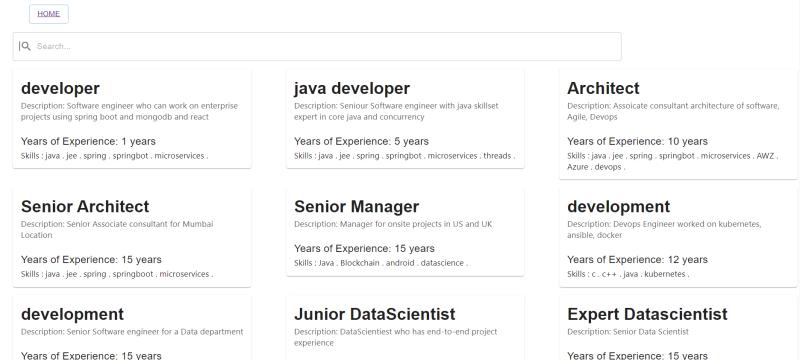 HOME
Search...
developer
Description: Software engineer who can work on enterprise
projects using spring boot and mongodb and react
Years of Experience: 1 years
Skills : java . jee . spring . springbot . microservices .
java developer
Description: Seniour Software engineer with java skillset
expert in core java and concurrency
Years of Experience: 5 years
Skills : java . jee . spring . springbot . microservices . threads .
Architect
Description: Assoicate consultant architecture of software,
Agile, Devops
Years of Experience: 10 years
Skills : java . jee . spring . springbot . microservices . AWZ .
Azure . devops .
Senior Architect
Description: Senior Associate consultant for Mumbai
Location
Years of Experience: 15 years
Skills : java . jee . spring . springboot . microservices .
Senior Manager
Description: Manager for onsite projects in US and UK
Years of Experience: 15 years
Skills : Java . Blockchain . android . datascience .
development
Description: Devops Engineer worked on kubernetes,
ansible, docker
Years of Experience: 12 years
Skills : c . c++ . java . kubernetes .
development
Description: Senior Software engineer for a Data department
Years of Experience: 15 years
Junior DataScientist
Description: DataScientiest who has end-to-end project
experience
Expert Datascientist
Description: Senior Data Scientist
Years of Experience: 15 years